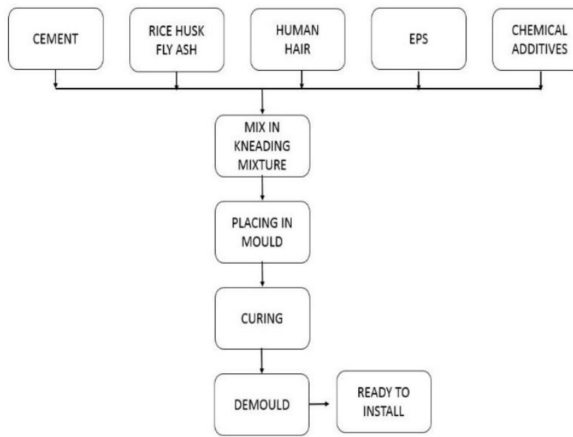 CEMENT
RICE HUSK
FLY ASH
HUMAN
HAIR
EPS
CHEMICAL
ADDITIVES
MIX IN
KNEADING
MIXTURE
PLACING IN
MOULD
CURING
DEMOULD
READY TO
INSTALL